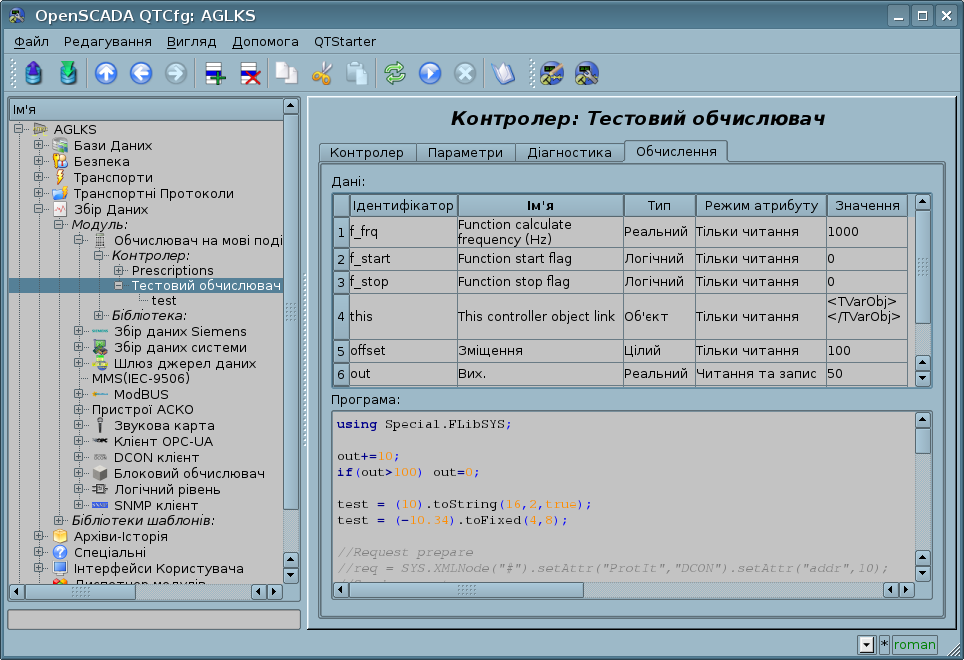 OpenSCADA QTCfg: AGLKS
Файл Редагування Вигляд Допомога QTStarter
Ім'я
AGLKS
Бази Даних
Безпека
Транспорти
Транспортні Протоколи
Збір Даних
Модуль:
Обчислювач на мові поді
Контролер:
Prescriptions
Тестовий обчислювач
test
Бібліотека:
Збір даних Siemens
Збір даних системи
Шлюз джерел даних
MMS(IEC-9506)
ModBUS
Пристрої АСКО
Звукова карта
Клієнт OPC-UA
DCON клієнт
Блоковий обчислювач
Логічний рівень
SNMP клієнт
Бібліотеки шаблонів:
Архіви-Історія
Спеціальні
Інтерфейси Користувача
Диспетчер модулів
Контролер: Тестовий обчислювач
Контролер Параметри Діагностика Обчислення
Дані:
Ідентифікатор Ім'я Тип Режим атрибуту Значення
1 f_frq Function calculate frequency (Hz) Реальний Тільки читання 1000
2 f_start Function start flag Логічний Тільки читання 0
3 f_stop Function stop flag Логічний Тільки читання 0
4 this This controller object link Об'єкт Тільки читання <TVarObj> </TVarObj>
5 offset Зміщення Цілий Тільки читання 100
6 out Вих. Реальний Читання та запис 50
Програма:
using Special.FLibSYS;
out+=10;
if(out>100) out=0;
test = (10).toString(16,2,true);
test = (-10.34).toFixed(4,8);
//Request prepare
//req = SYS.XMLNode("#").setAttr("ProtIt","DCON").setAttr("addr",10);
* roman